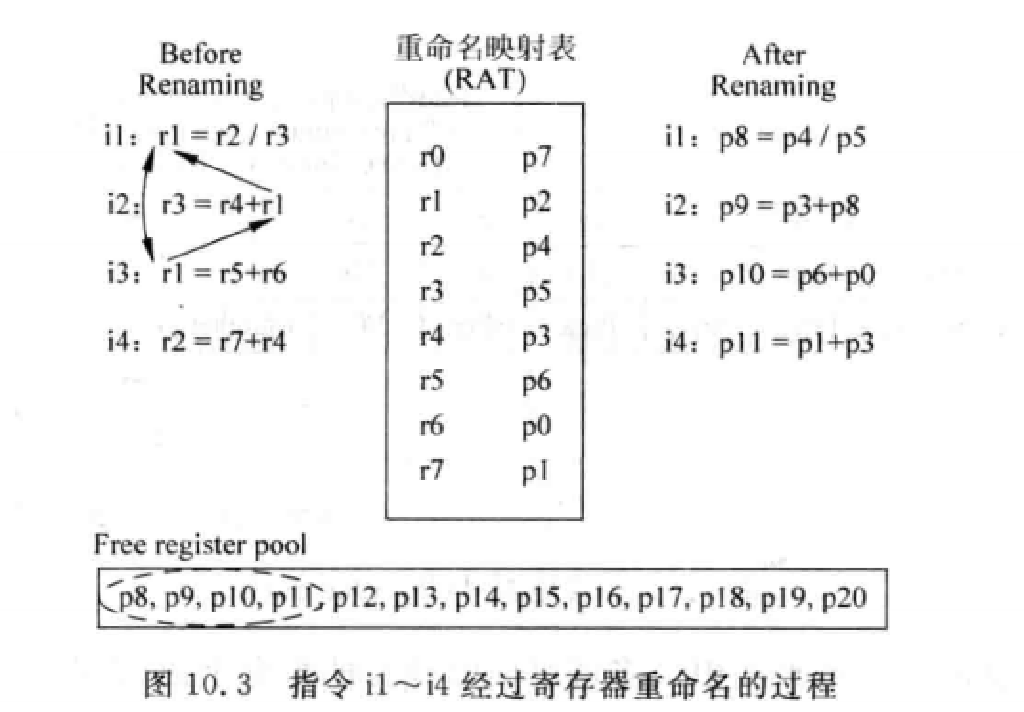 Before
Renaming
i1: r1 = r2 / r3
i2: r3 = r4+r1
i3: r1 = r5+r6
i4: r2 = r7+r4
重命名映射表
(RAT)
r0 p7
r1 p2
r2 p4
r3 p5
r4 p3
r5 p6
r6 p0
r7 p1
After
Renaming
i1: p8 = p4 / p5
i2: p9 = p3+p8
i3: p10 = p6+p0
i4: p11 = p1+p3
Free register pool
p8, p9, p10, p11, p12, p13, p14, p15, p16, p17, p18, p19, p20
图 10.3 指令 i1～i4 经过寄存器重命名的过程